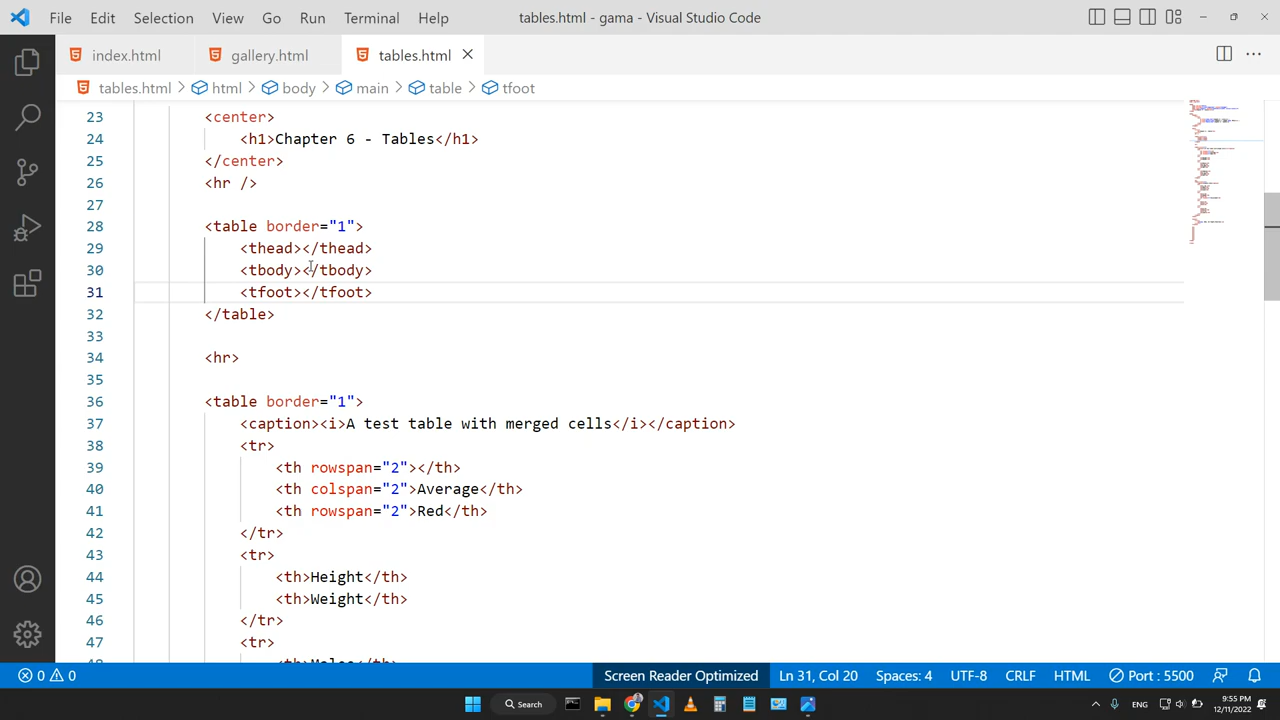 File Edit Selection View Go Run Terminal Help tables.html - gama - Visual Studio Code
index.html gallery.html tables.html
tables.html > html > body > main > table > tfoot
23 <center>
24 <h1>Chapter 6 - Tables</h1>
25 </center>
26 <hr />
27
28 <table border="1">
29 <thead></thead>
30 <tbody></tbody>
31 <tfoot></tfoot>
32 </table>
33
34 <hr>
35
36 <table border="1">
37 <caption><i>A test table with merged cells</i></caption>
38 <tr>
39 <th rowspan="2"></th>
40 <th colspan="2">Average</th>
41 <th rowspan="2">Red</th>
42 </tr>
43 <tr>
44 <th>Height</th>
45 <th>Weight</th>
46 </tr>
47 <tr>
0 0 Screen Reader Optimized Ln 31, Col 20 Spaces: 4 UTF-8 CRLF HTML Port : 5500
Search ENG 9:55 PM
12/11/2022